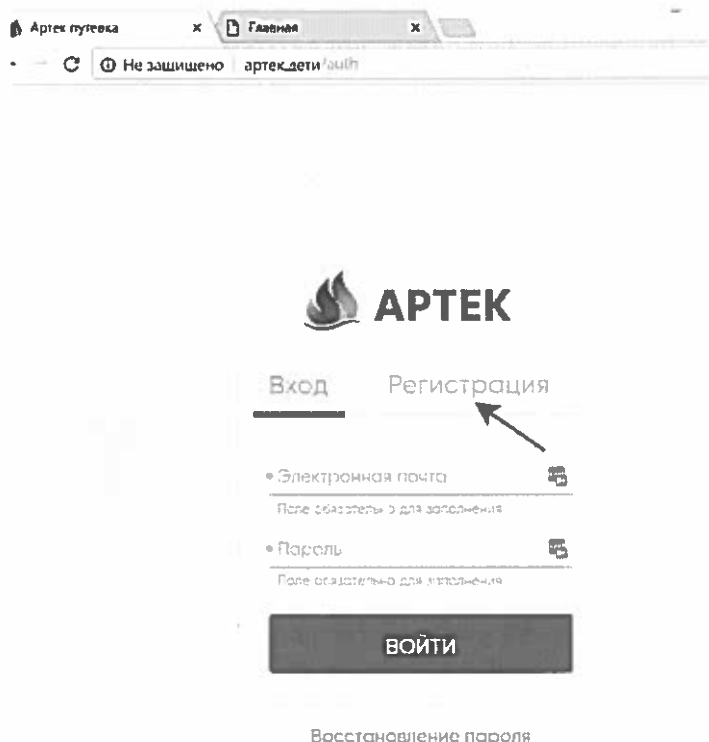 Артек путевка × Главная ×
Не защищено артек.дети/auth
АРТЕК
Вход Регистрация
• Электронная почта
Поле обязательно для заполнения
• Пароль
Поле обязательно для заполнения
ВОЙТИ
Восстановление пароля